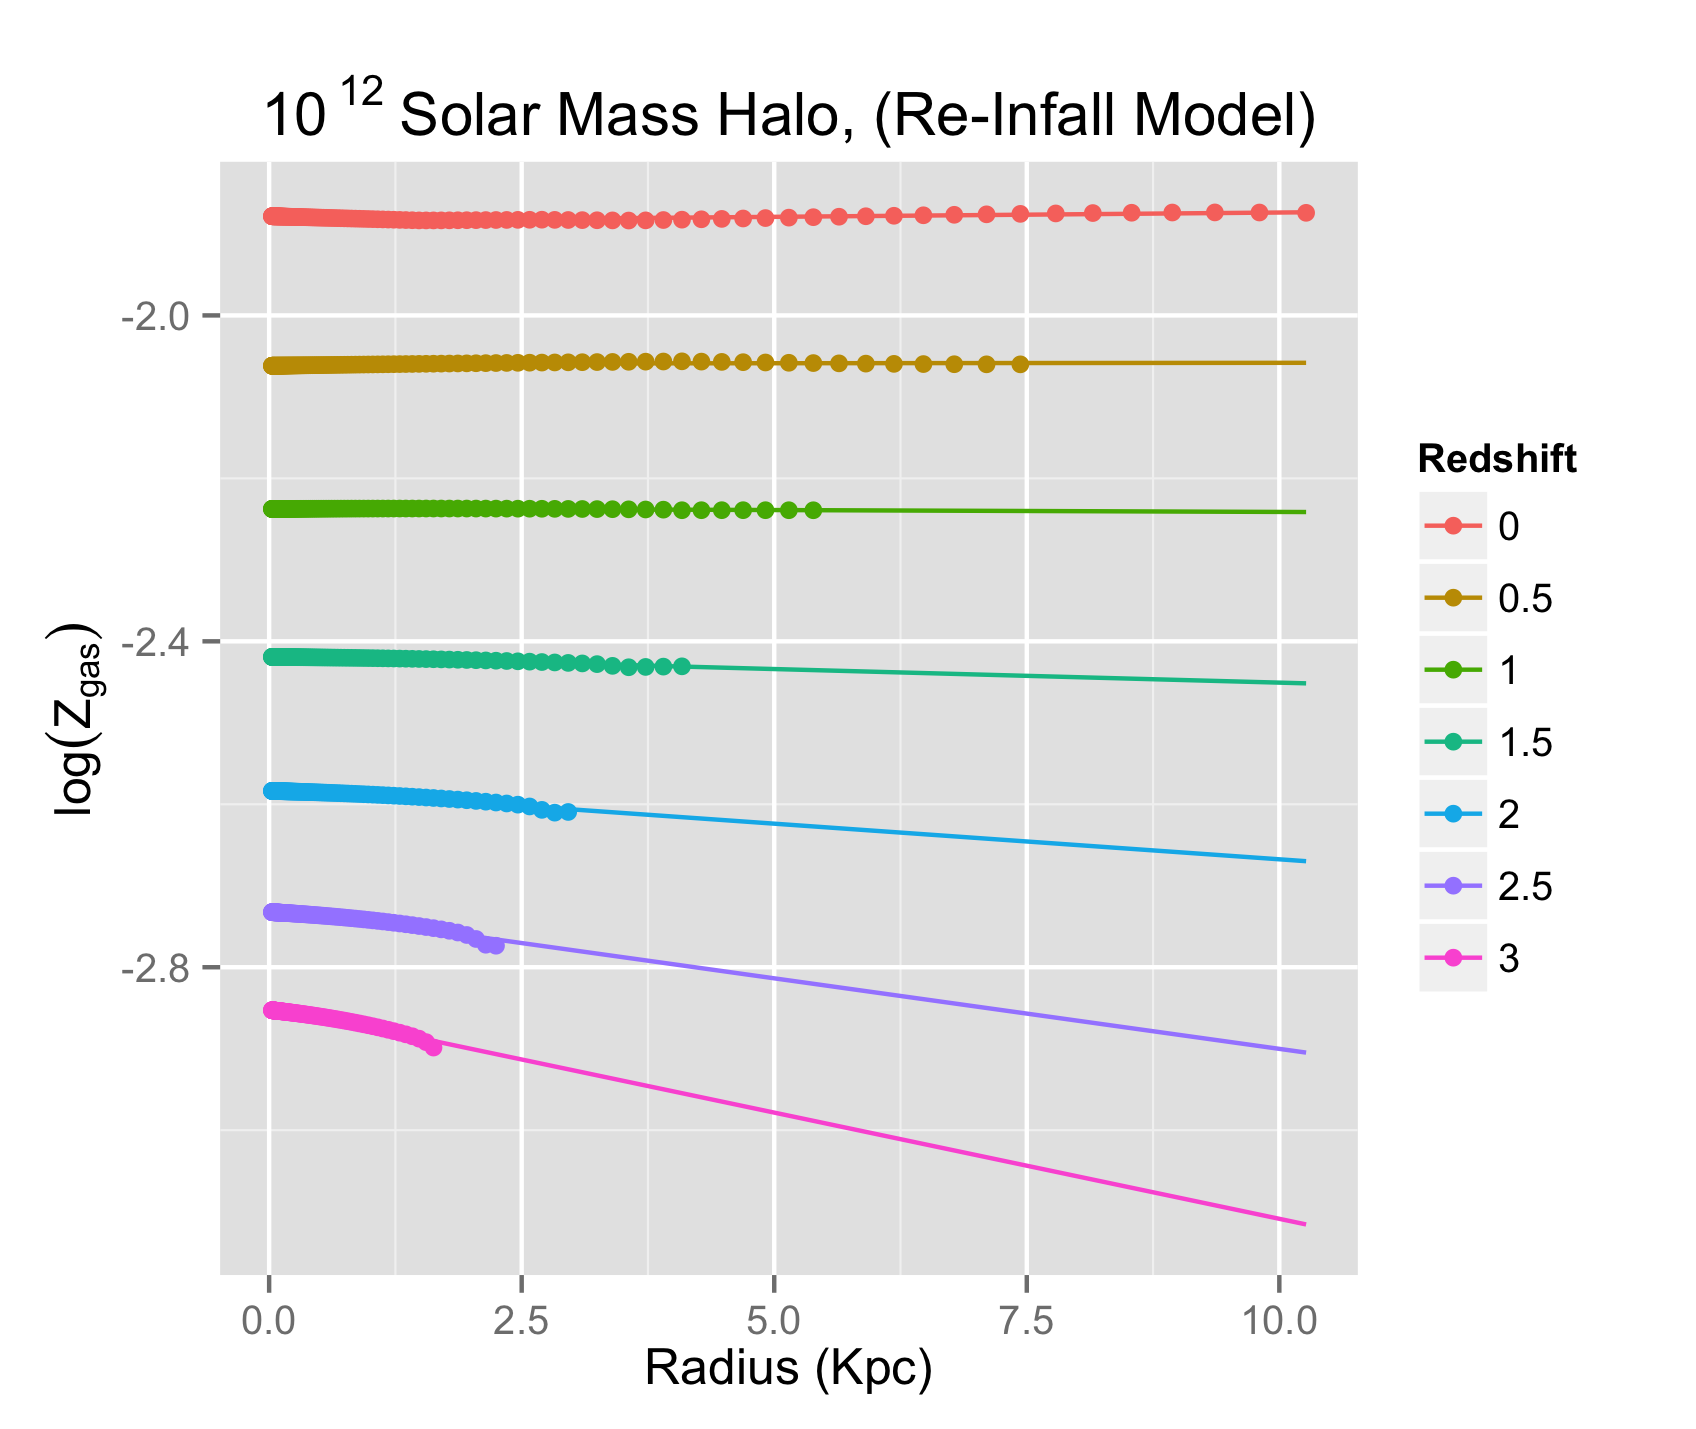 10 12 Solar Mass Halo, (Re-Infall Model)
-2.0
-2.4
-2.8
log(Zgas)
0.0 2.5 5.0 7.5 10.0
Radius (Kpc)
Redshift
0
0.5
1
1.5
2
2.5
3